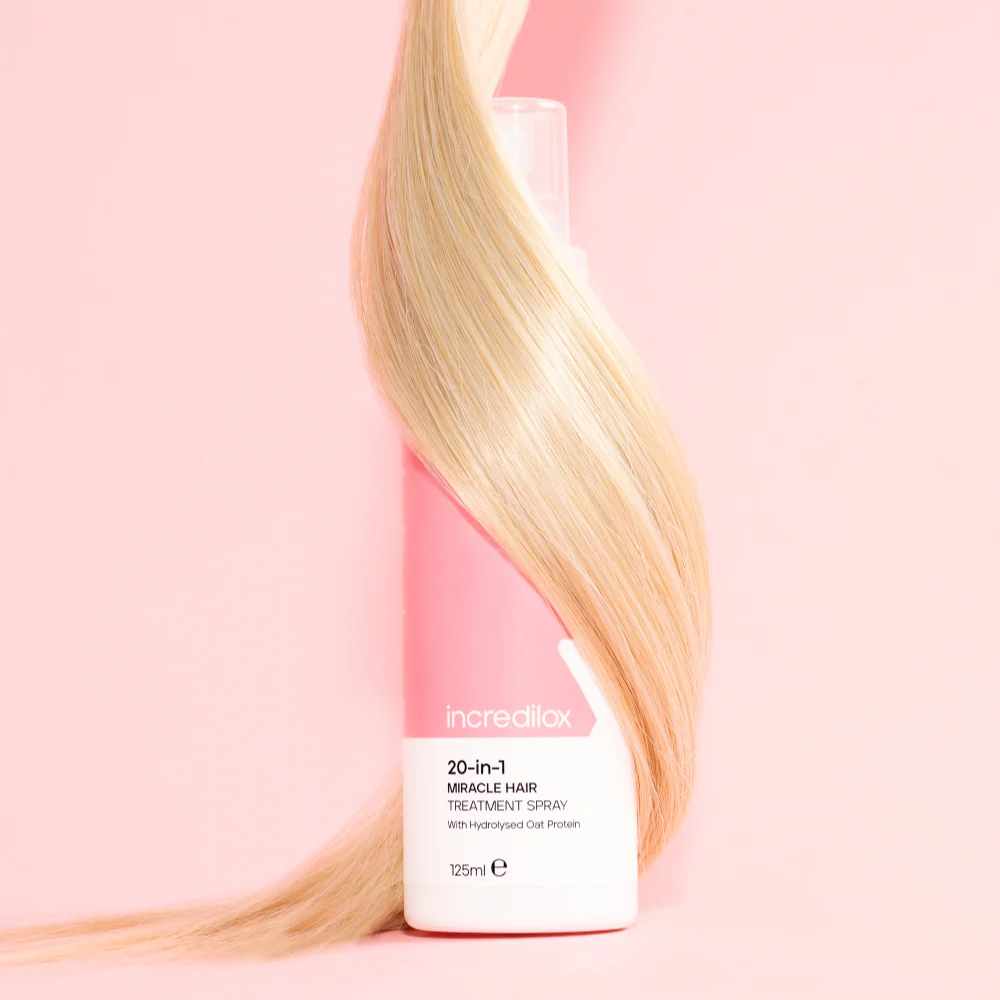 incredilox
20-in-1
MIRACLE HAIR
TREATMENT SPRAY
With Hydrolysed Oat Protein
125ml ℮